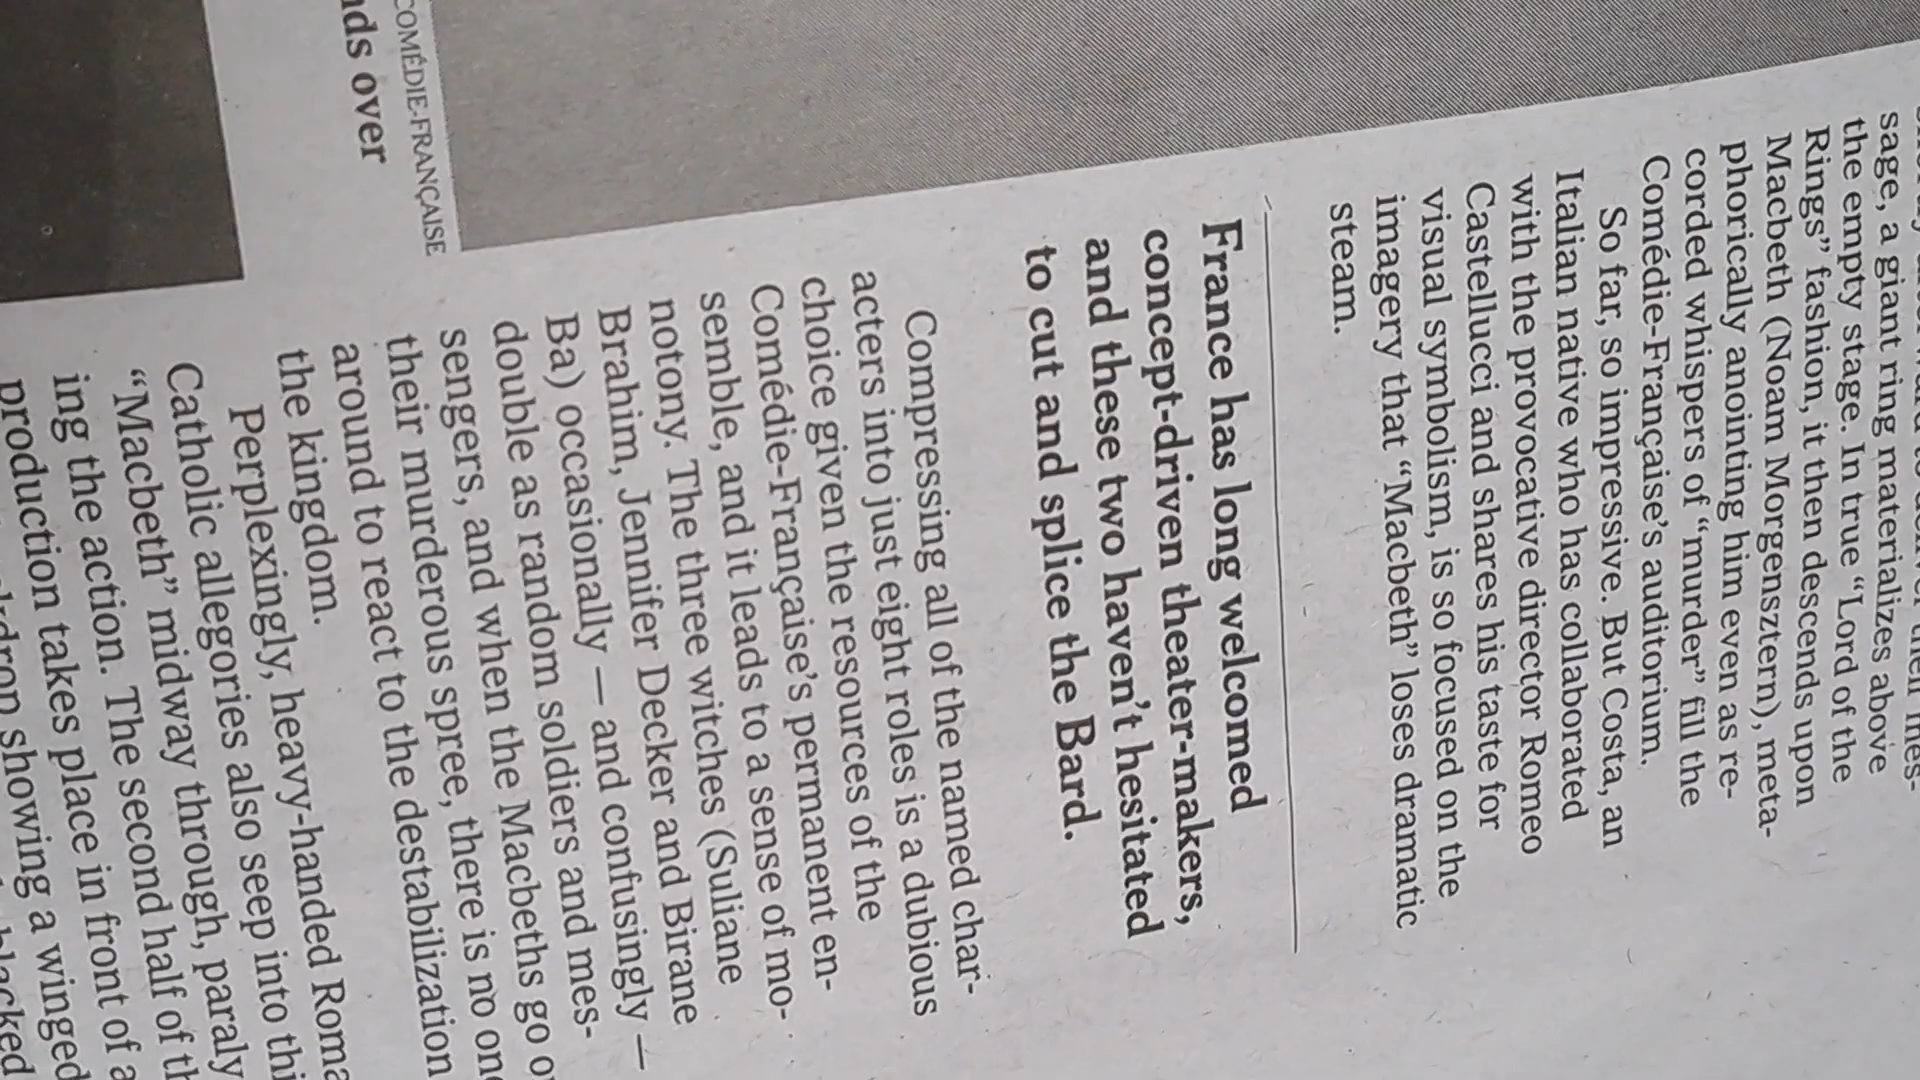 sage, a giant ring materializes above
the empty stage. In true “Lord of the
Rings” fashion, it then descends upon
Macbeth (Noam Morgensztern), meta-
phorically anointing him even as re-
corded whispers of “murder” fill the
Comédie-Française’s auditorium.
So far, so impressive. But Costa, an
Italian native who has collaborated
with the provocative director Romeo
Castellucci and shares his taste for
visual symbolism, is so focused on the
imagery that “Macbeth” loses dramatic
steam.
France has long welcomed
concept-driven theater-makers,
and these two haven’t hesitated
to cut and splice the Bard.
Compressing all of the named char-
acters into just eight roles is a dubious
choice given the resources of the
Comédie-Française’s permanent en-
semble, and it leads to a sense of mo-
notony. The three witches (Suliane
Brahim, Jennifer Decker and Birane
Ba) occasionally — and confusingly —
double as random soldiers and mes-
sengers, and when the Macbeths go
their murderous spree, there is no one
around to react to the destabilization
the kingdom.
Perplexingly, heavy-handed
Catholic allegories also seep into
“Macbeth” midway through,
ing the action. The second half of
production takes place in front of a
showing a winged
COMÉDIE-FRANÇAISE
over